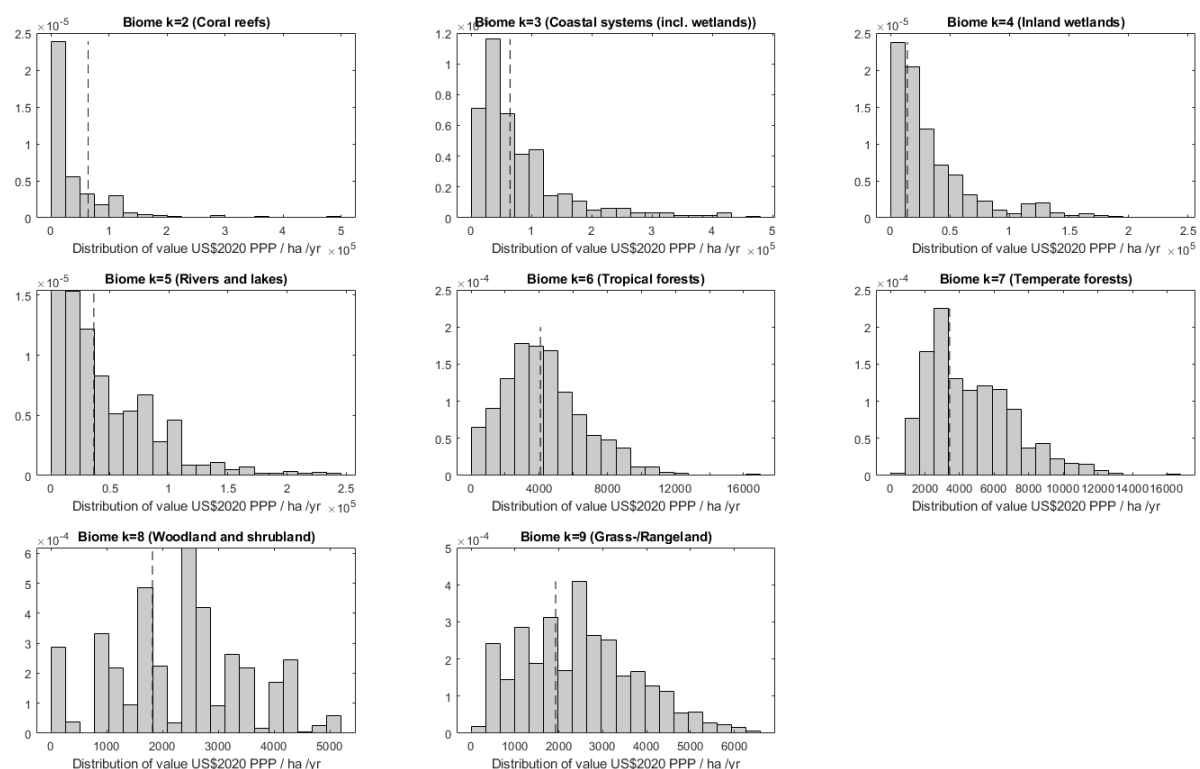 ×10-5 Biome k=2 (Coral reefs)
2.5
2
1.5
1
0.5
0
0 1 2 3 4 5
Distribution of value US$2020 PPP / ha /yr ×105
Biome k=3 (Coastal systems (incl. wetlands))
1.2
1
0.8
0.6
0.4
0.2
0
0 1 2 3 4 5
Distribution of value US$2020 PPP / ha /yr ×105
×10-5 Biome k=4 (Inland wetlands)
2.5
2
1.5
1
0.5
0
0 0.5 1 1.5 2 2.5
Distribution of value US$2020 PPP / ha /yr ×105
×10-5 Biome k=5 (Rivers and lakes)
1.5
1
0.5
0
0 0.5 1 1.5 2 2.5
Distribution of value US$2020 PPP / ha /yr ×105
×10-4 Biome k=6 (Tropical forests)
2.5
2
1.5
1
0.5
0
0 4000 8000 12000 16000
Distribution of value US$2020 PPP / ha /yr
×10-4 Biome k=7 (Temperate forests)
2.5
2
1.5
1
0.5
0
0 2000 4000 6000 8000 10000 12000 14000 16000
Distribution of value US$2020 PPP / ha /yr
×10-4 Biome k=8 (Woodland and shrubland)
6
5
4
3
2
1
0
0 1000 2000 3000 4000 5000
Distribution of value US$2020 PPP / ha /yr
×10-4 Biome k=9 (Grass-/Rangeland)
5
4
3
2
1
0
0 1000 2000 3000 4000 5000 6000
Distribution of value US$2020 PPP / ha /yr